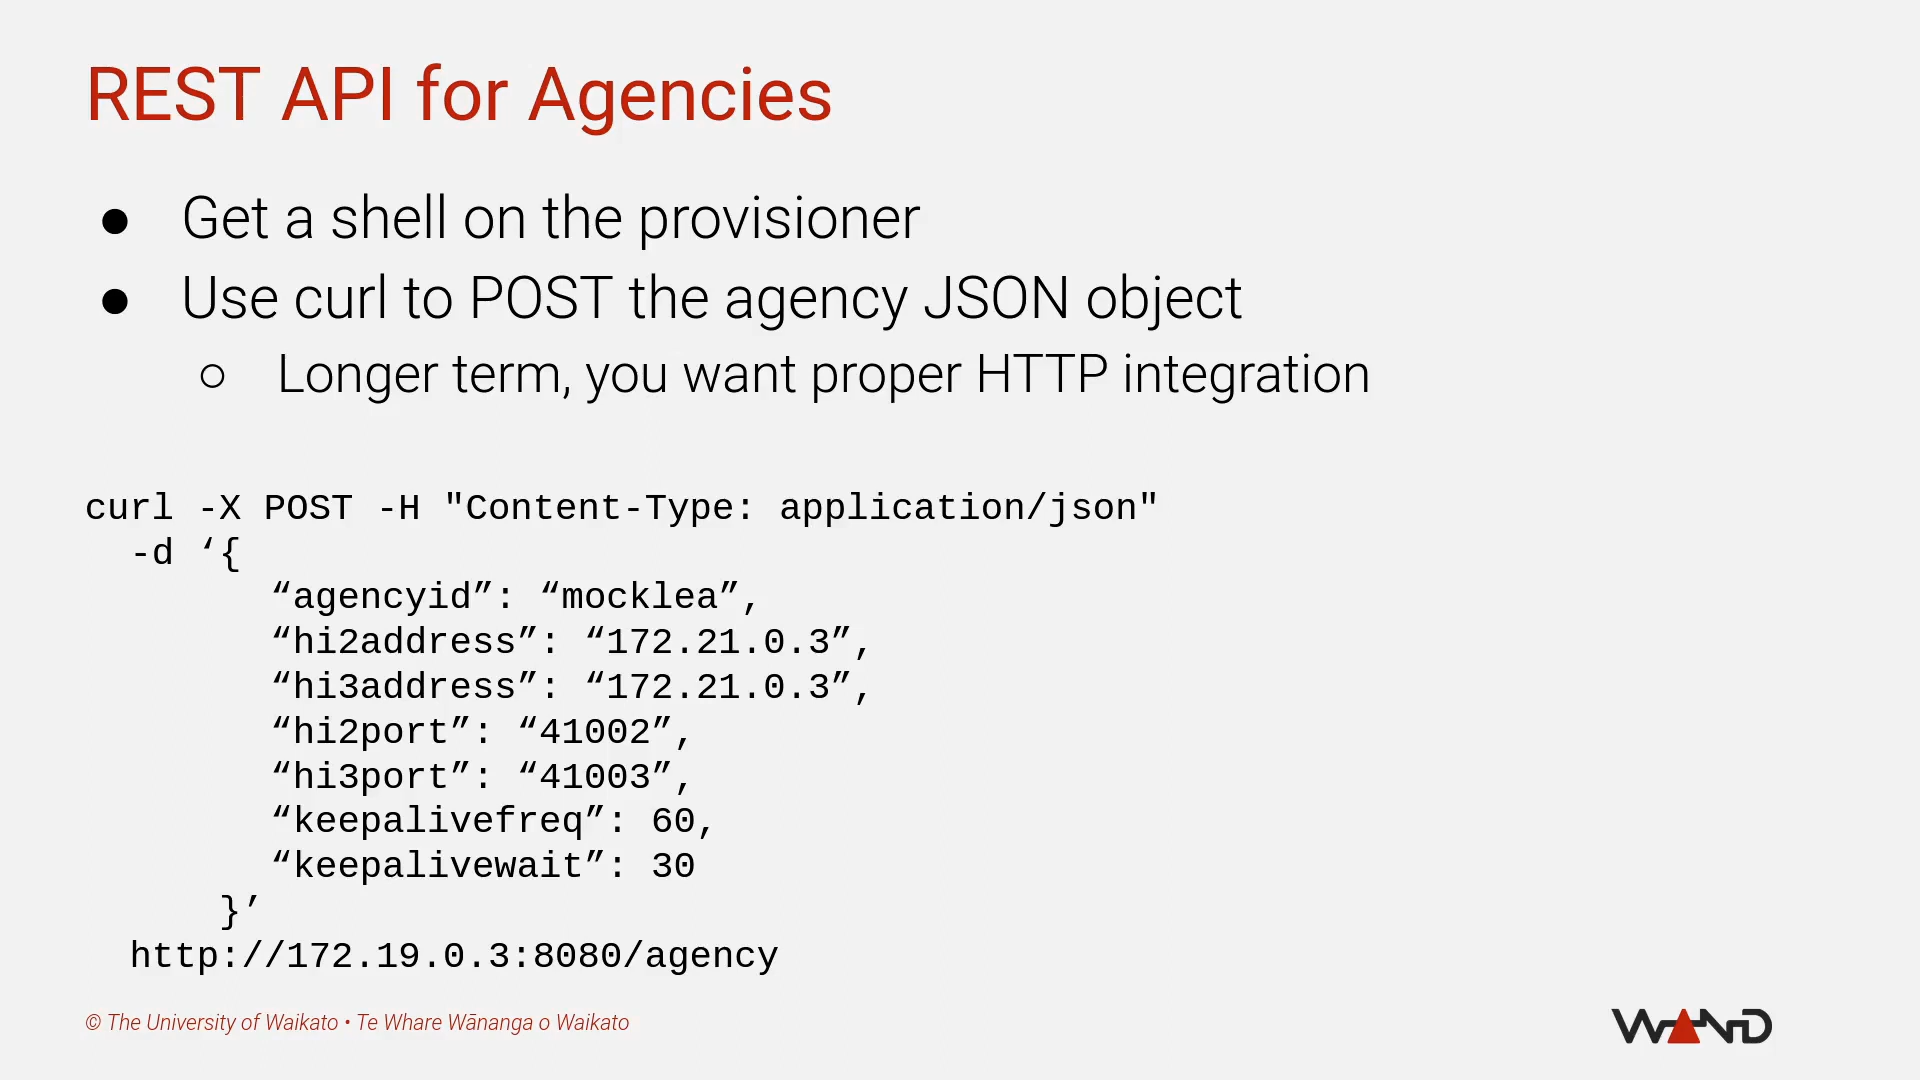 REST API for Agencies
● Get a shell on the provisioner
● Use curl to POST the agency JSON object
○ Longer term, you want proper HTTP integration
curl -X POST -H "Content-Type: application/json"
-d ‘{
“agencyid”: “mocklea”,
“hi2address”: “172.21.0.3”,
“hi3address”: “172.21.0.3”,
“hi2port”: “41002”,
“hi3port”: “41003”,
“keepalivefreq”: 60,
“keepalivewait”: 30
}’
http://172.19.0.3:8080/agency
© The University of Waikato • Te Whare Wānanga o Waikato
WAND